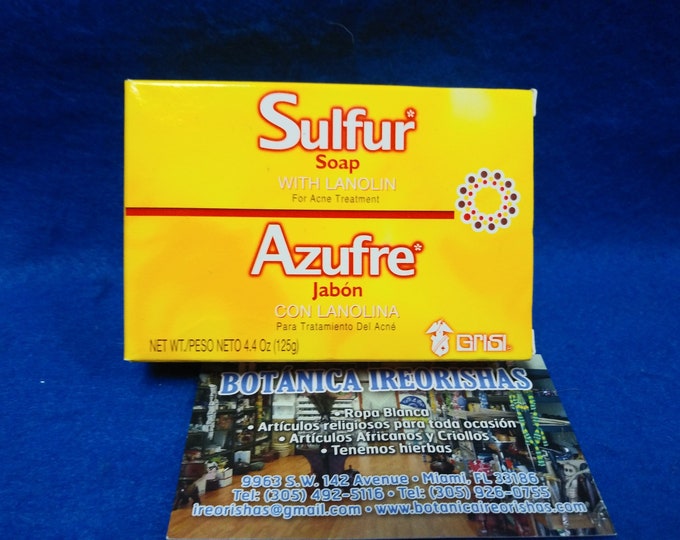 Sulfur*
Soap
WITH LANOLIN
For Acne Treatment
Azufre*
Jabón
CON LANOLINA
Para Tratamiento Del Acné
NET WT./PESO NETO 4.4 Oz (125g)
GRISI
BOTÁNICA IREORISHAS
• Ropa Blanca
• Artículos religiosos para toda ocasión
• Artículos Africanos y Criollos
• Tenemos hierbas
9963 S.W. 142 Avenue • Miami, FL 33186
Tel: (305) 492-5116 • Tel: (305) 926-0755
ireorishas@gmail.com • www.botanicaireorishas.com